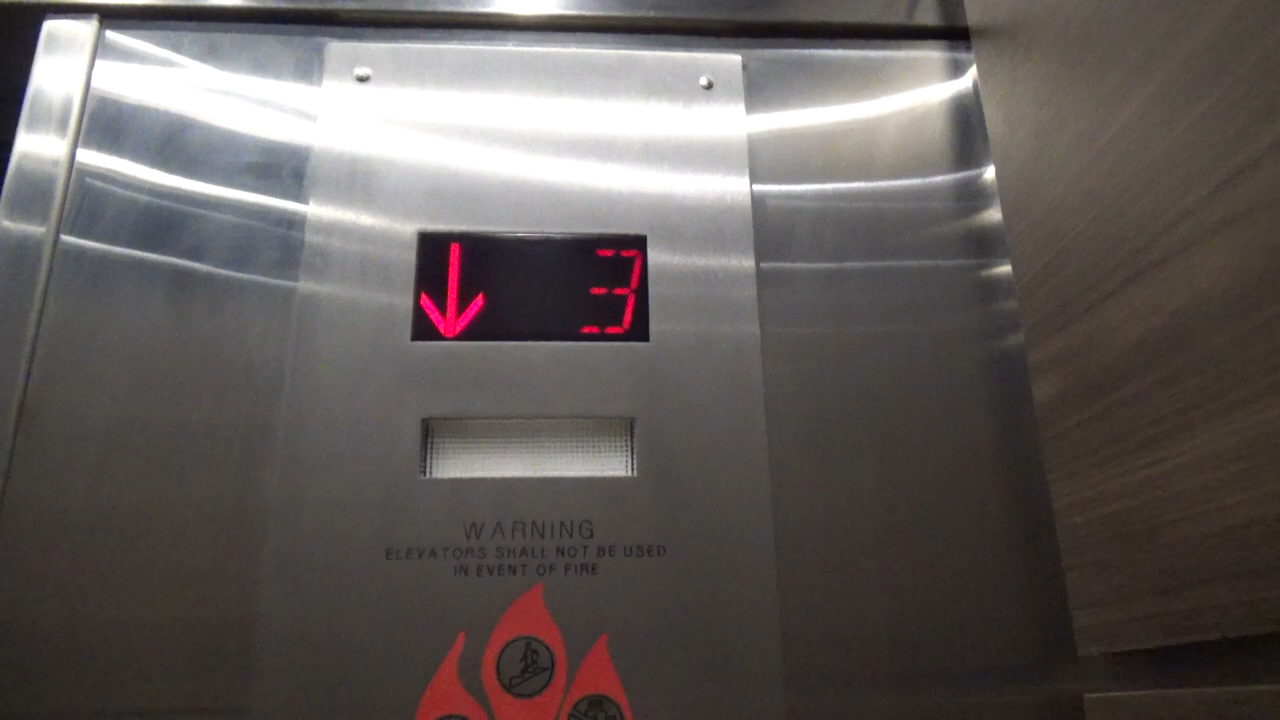 3
WARNING
ELEVATORS SHALL NOT BE USED
IN EVENT OF FIRE